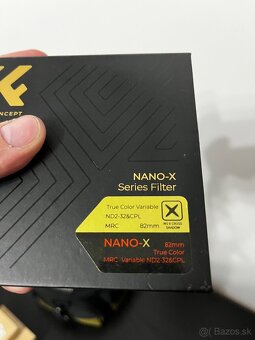 NCEPT
NANO-X
Series Filter
True Color Variable
ND2-32&CPL
MRC 82mm
NO X CROSS
SHADOW
NANO-X 82mm
True Color
MRC Variable ND2-32&CPL
Bazos.sk